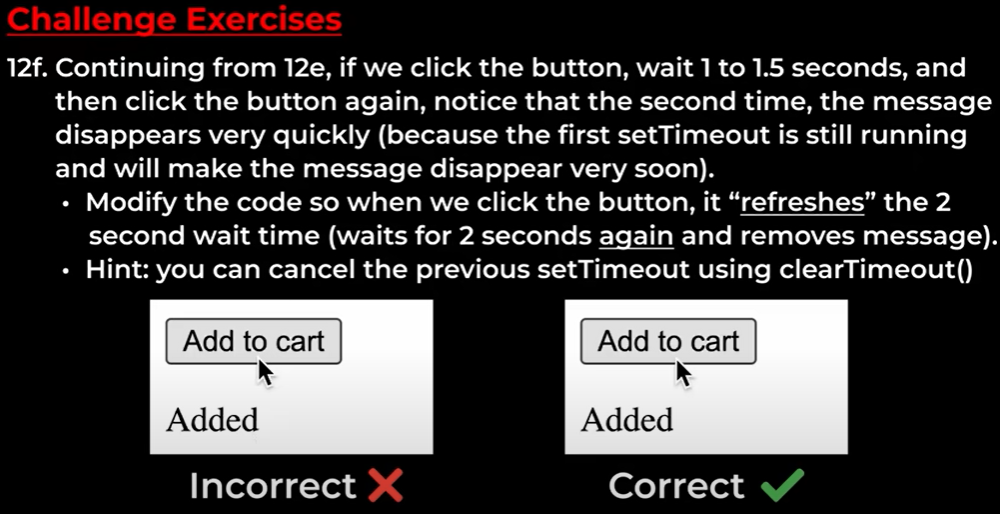 Challenge Exercises
12f. Continuing from 12e, if we click the button, wait 1 to 1.5 seconds, and
then click the button again, notice that the second time, the message
disappears very quickly (because the first setTimeout is still running
and will make the message disappear very soon).
• Modify the code so when we click the button, it “refreshes” the 2
second wait time (waits for 2 seconds again and removes message).
• Hint: you can cancel the previous setTimeout using clearTimeout()
Add to cart
Added
Incorrect ❌
Add to cart
Added
Correct ✓